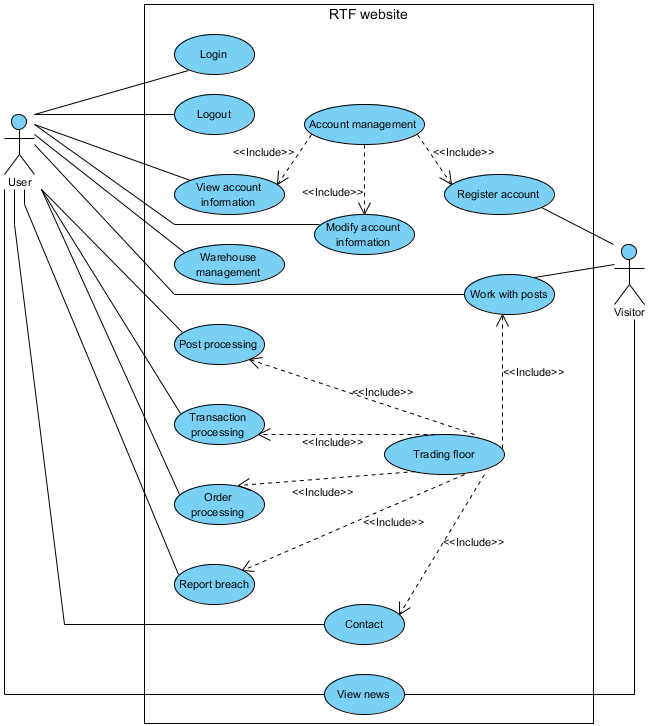 RTF website
Login
Logout
Account management
<<Include>>
<<Include>>
<<Include>>
User
View account
information
Register account
Modify account
information
Warehouse
management
Work with posts
Visitor
Post processing
<<Include>>
<<Include>>
Transaction
processing
<<Include>>
Trading floor
<<Include>>
Order
processing
<<Include>>
<<Include>>
Report breach
Contact
View news